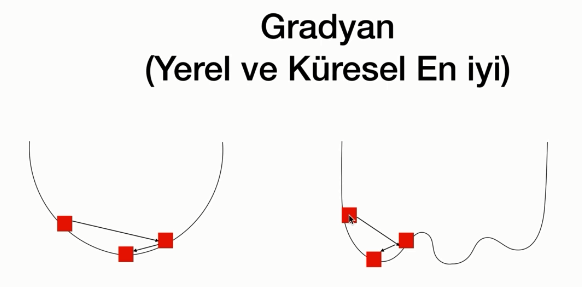 Gradyan
(Yerel ve Küresel En iyi)